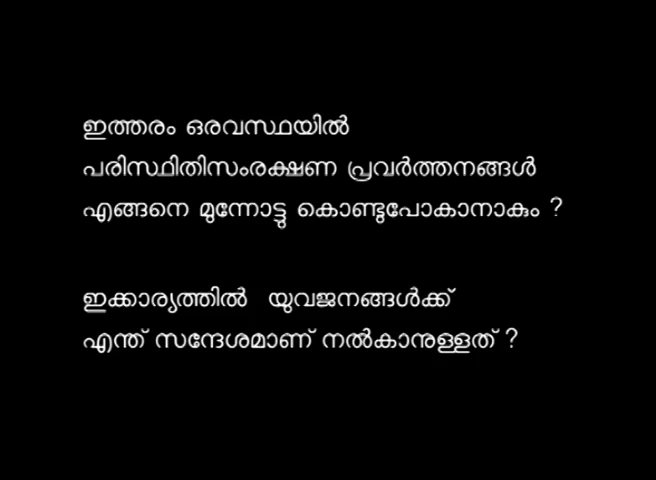 ഇത്തരം ഒരവസ്ഥയിൽ
പരിസ്ഥിതിസംരക്ഷണ പ്രവർത്തനങ്ങൾ
എങ്ങനെ മുന്നോട്ടു കൊണ്ടുപോകാനാകും ?
ഇക്കാര്യത്തിൽ യുവജനങ്ങൾക്ക്
എന്ത് സന്ദേശമാണ് നൽകാനുള്ളത് ?